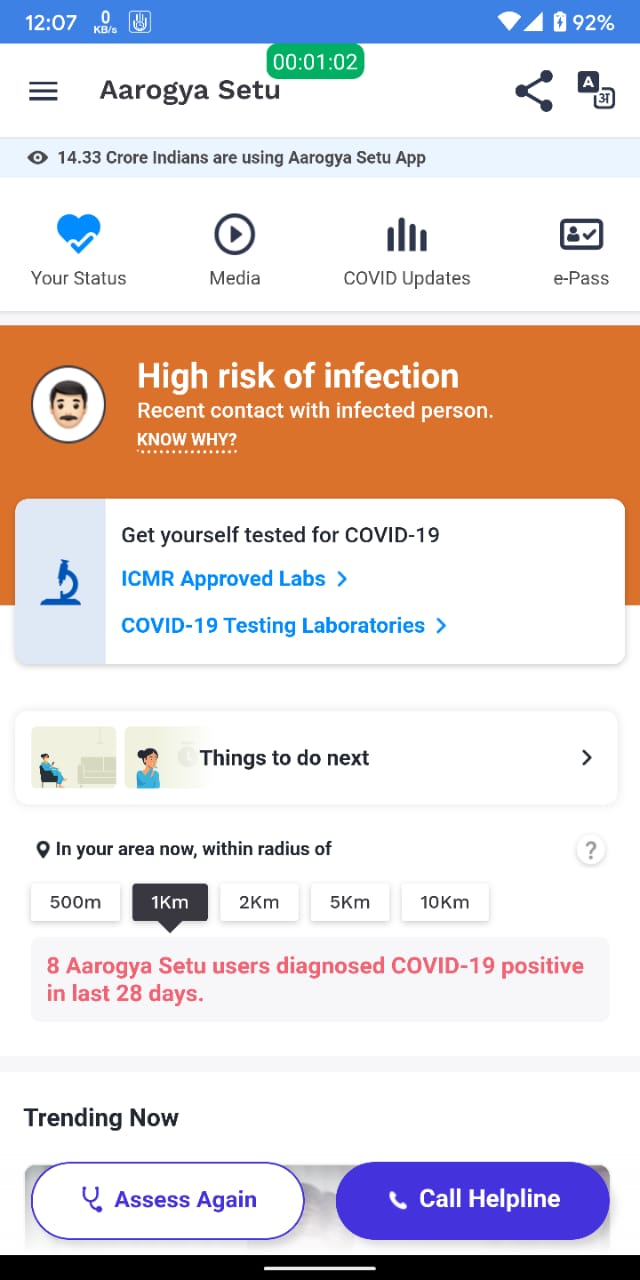 12:07 0 KB/s 92%
00:01:02
Aarogya Setu A अ
14.33 Crore Indians are using Aarogya Setu App
Your Status Media COVID Updates e-Pass
High risk of infection
Recent contact with infected person.
KNOW WHY?
Get yourself tested for COVID-19
ICMR Approved Labs >
COVID-19 Testing Laboratories >
Things to do next >
In your area now, within radius of ?
500m 1Km 2Km 5Km 10Km
8 Aarogya Setu users diagnosed COVID-19 positive
in last 28 days.
Trending Now
Assess Again Call Helpline